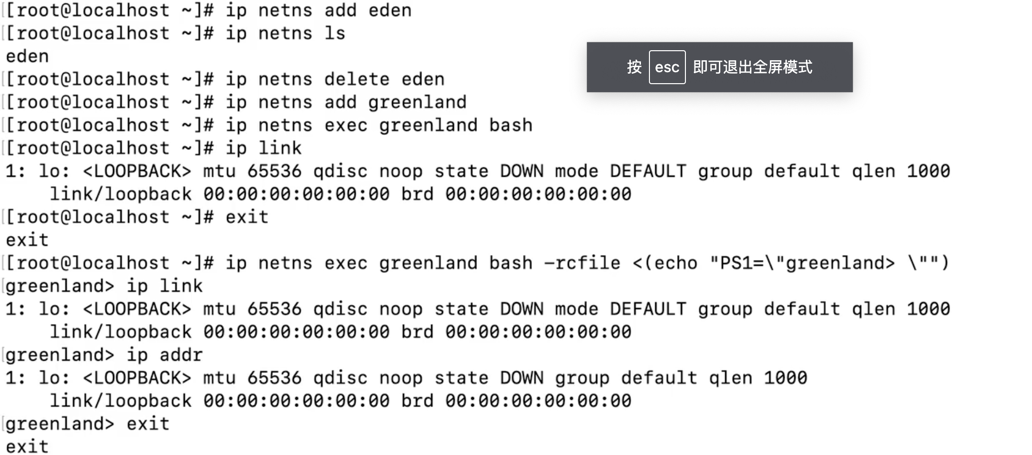 [root@localhost ~]# ip netns add eden
[root@localhost ~]# ip netns ls
eden
按 esc 即可退出全屏模式
[root@localhost ~]# ip netns delete eden
[root@localhost ~]# ip netns add greenland
[root@localhost ~]# ip netns exec greenland bash
[root@localhost ~]# ip link
1: lo: <LOOPBACK> mtu 65536 qdisc noop state DOWN mode DEFAULT group default qlen 1000
    link/loopback 00:00:00:00:00:00 brd 00:00:00:00:00:00
[root@localhost ~]# exit
exit
[root@localhost ~]# ip netns exec greenland bash -rcfile <(echo "PS1=\"greenland> \"")
greenland> ip link
1: lo: <LOOPBACK> mtu 65536 qdisc noop state DOWN mode DEFAULT group default qlen 1000
    link/loopback 00:00:00:00:00:00 brd 00:00:00:00:00:00
greenland> ip addr
1: lo: <LOOPBACK> mtu 65536 qdisc noop state DOWN group default qlen 1000
    link/loopback 00:00:00:00:00:00 brd 00:00:00:00:00:00
greenland> exit
exit